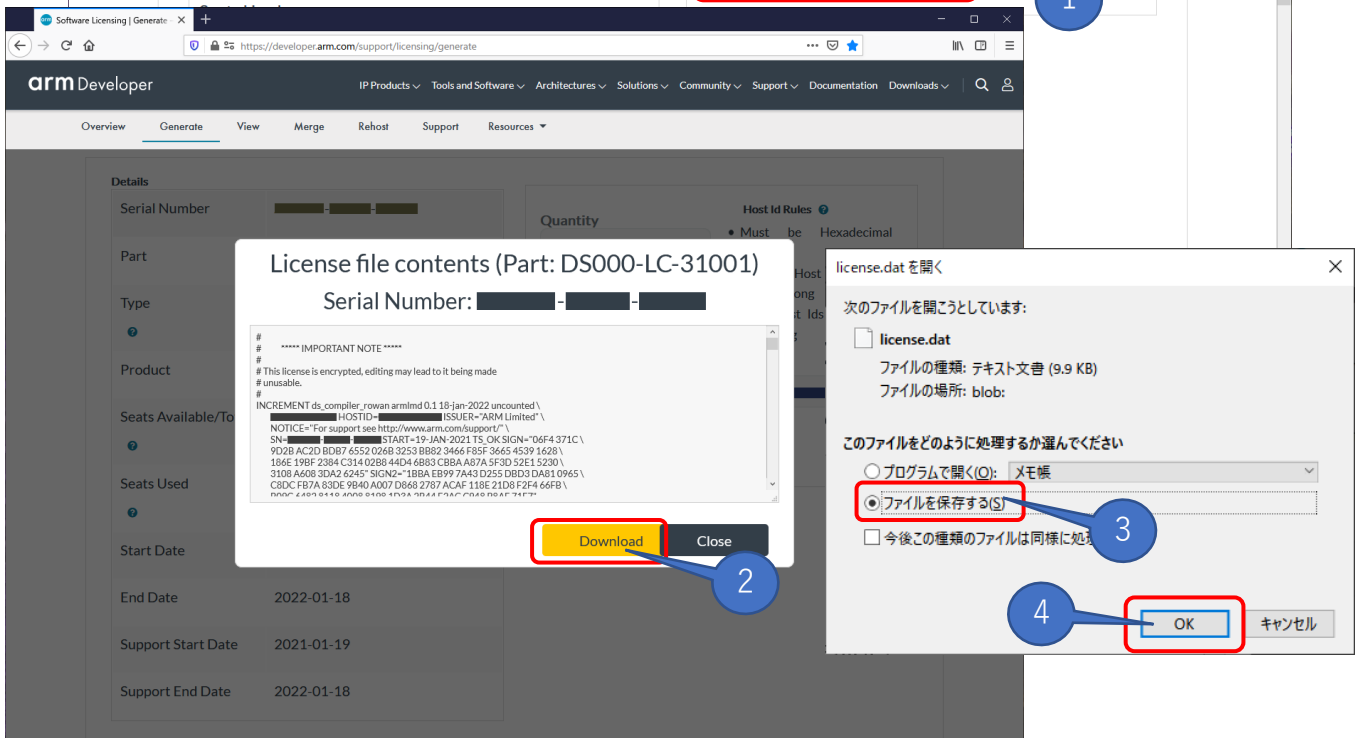 1
Software Licensing | Generate -
https://developer.arm.com/support/licensing/generate
arm Developer
IP Products Tools and Software Architectures Solutions Community Support Documentation Downloads
Overview Generate View Merge Rehost Support Resources
Details
Serial Number - -
Quantity
Host Id Rules
• Must be Hexadecimal
Part
Host
Type
Product
Seats Available/To
Seats Used
Start Date
End Date 2022-01-18
Support Start Date 2021-01-19
Support End Date 2022-01-18
License file contents (Part: DS000-LC-31001)
Serial Number: - -
#
# ***** IMPORTANT NOTE *****
#
# This license is encrypted, editing may lead to it being made
# unusable.
#
INCREMENT ds_compiler_rowan armlmd 0.1 18-jan-2022 uncounted \
HOSTID= ISSUER="ARM Limited" \
NOTICE="For support see http://www.arm.com/support/" \
SN= - - START=19-JAN-2021 TS_OK SIGN="06F4 371C \
9D2B AC2D BDB7 6552 026B 3253 BB82 3466 F85F 3665 4539 1628 \
186E 19BF 2384 C314 02B8 44D4 6B83 CBBA A87A 5F3D 52E1 5230 \
3108 A608 3DA2 6245" SIGN2="1BBA EB99 7A43 D255 DBD3 DA81 0965 \
C8DC FB7A 83DE 9B40 A007 D868 2787 ACAF 118E 21D8 F2F4 66FB \
Download Close
2
license.dat を開く
次のファイルを開こうとしています:
license.dat
ファイルの種類: テキスト文書 (9.9 KB)
ファイルの場所: blob:
このファイルをどのように処理するか選んでください
プログラムで開く(O): メモ帳
ファイルを保存する(S)
3
今後この種類のファイルは同様に処
4
OK キャンセル